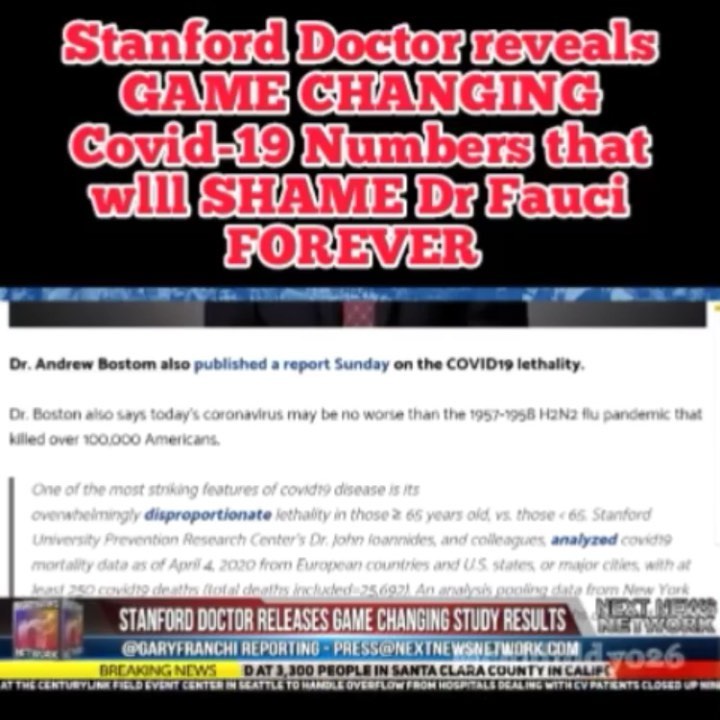 Stanford Doctor reveals
GAME CHANGING
Covid-19 Numbers that
wlll SHAME Dr Fauci
FOREVER
Dr. Andrew Bostom also published a report Sunday on the COVID19 lethality.
Dr. Boston also says today's coronavirus may be no worse than the 1957-1958 H2N2 flu pandemic that
killed over 100,000 Americans.
One of the most striking features of covid19 disease is its
overwhelmingly disproportionate lethality in those ≥ 65 years old, vs. those < 65. Stanford
University Prevention Research Center's Dr. John Ioannides, and colleagues, analyzed covid19
mortality data as of April 4, 2020 from European countries and U.S. states, or major cities, with at
least 250 covid19 deaths (total deaths included=25,692). An analysis pooling data from New York
STANFORD DOCTOR RELEASES GAME CHANGING STUDY RESULTS
NEXT NEWS
NETWORK
@GARYFRANCHI REPORTING - PRESS@NEXTNEWSNETWORK.COM
BREAKING NEWS D AT 3,300 PEOPLE IN SANTA CLARA COUNTY IN CALIF
AT THE CENTURYLINK FIELD EVENT CENTER IN SEATTLE TO HANDLE OVERFLOW FROM HOSPITALS DEALING WITH CV PATIENTS CLOSED UP